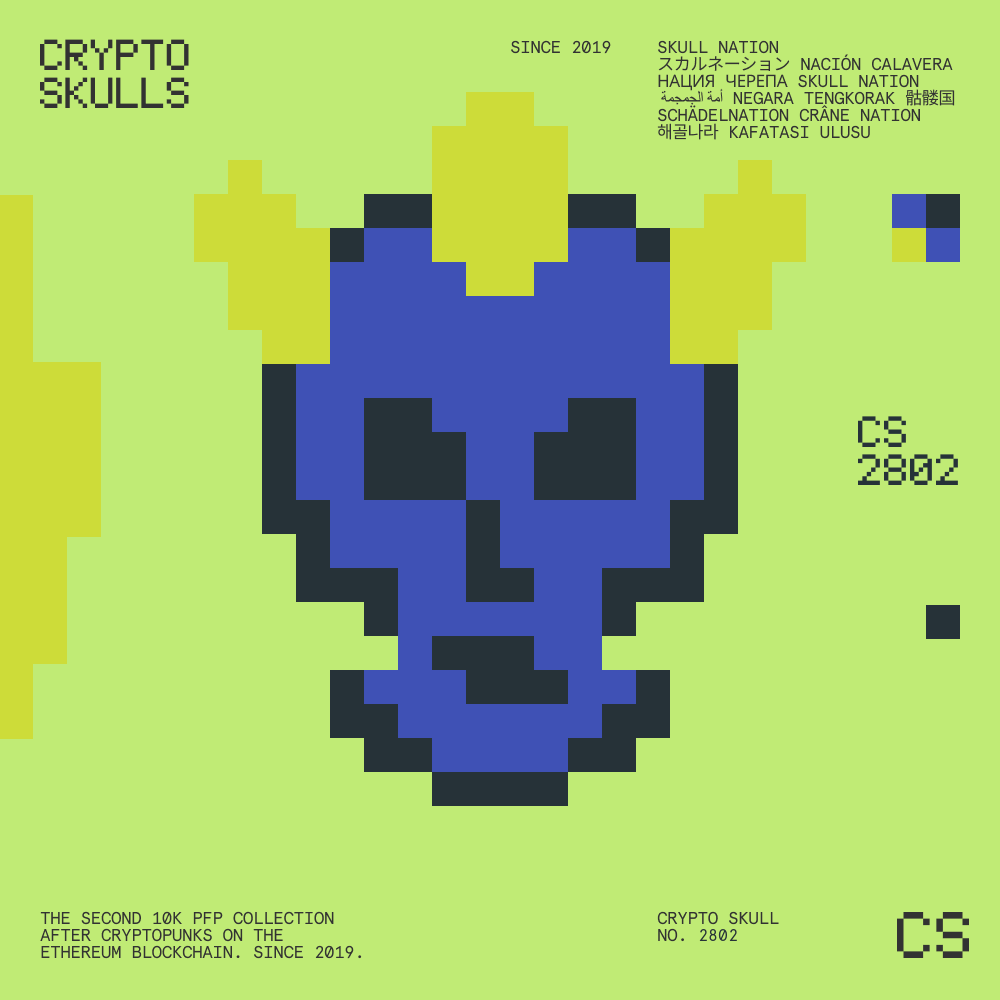 CRYPTO
SKULLS
SINCE 2019
SKULL NATION
スカルネーション NACIÓN CALAVERA
НАЦИЯ ЧЕРЕПА SKULL NATION
أمة الجمجمة NEGARA TENGKORAK 骷髅国
SCHÄDELNATION CRÂNE NATION
해골나라 KAFATASI ULUSU
CS
2802
THE SECOND 10K PFP COLLECTION
AFTER CRYPTOPUNKS ON THE
ETHEREUM BLOCKCHAIN. SINCE 2019.
CRYPTO SKULL
NO. 2802
CS